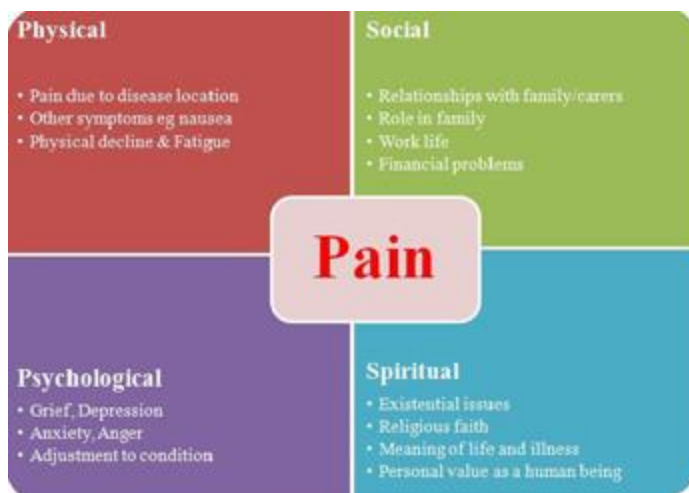 Physical
• Pain due to disease location
• Other symptoms eg nausea
• Physical decline & Fatigue
Social
• Relationships with family/carers
• Role in family
• Work life
• Financial problems
Pain
Psychological
• Grief, Depression
• Anxiety, Anger
• Adjustment to condition
Spiritual
• Existential issues
• Religious faith
• Meaning of life and illness
• Personal value as a human being